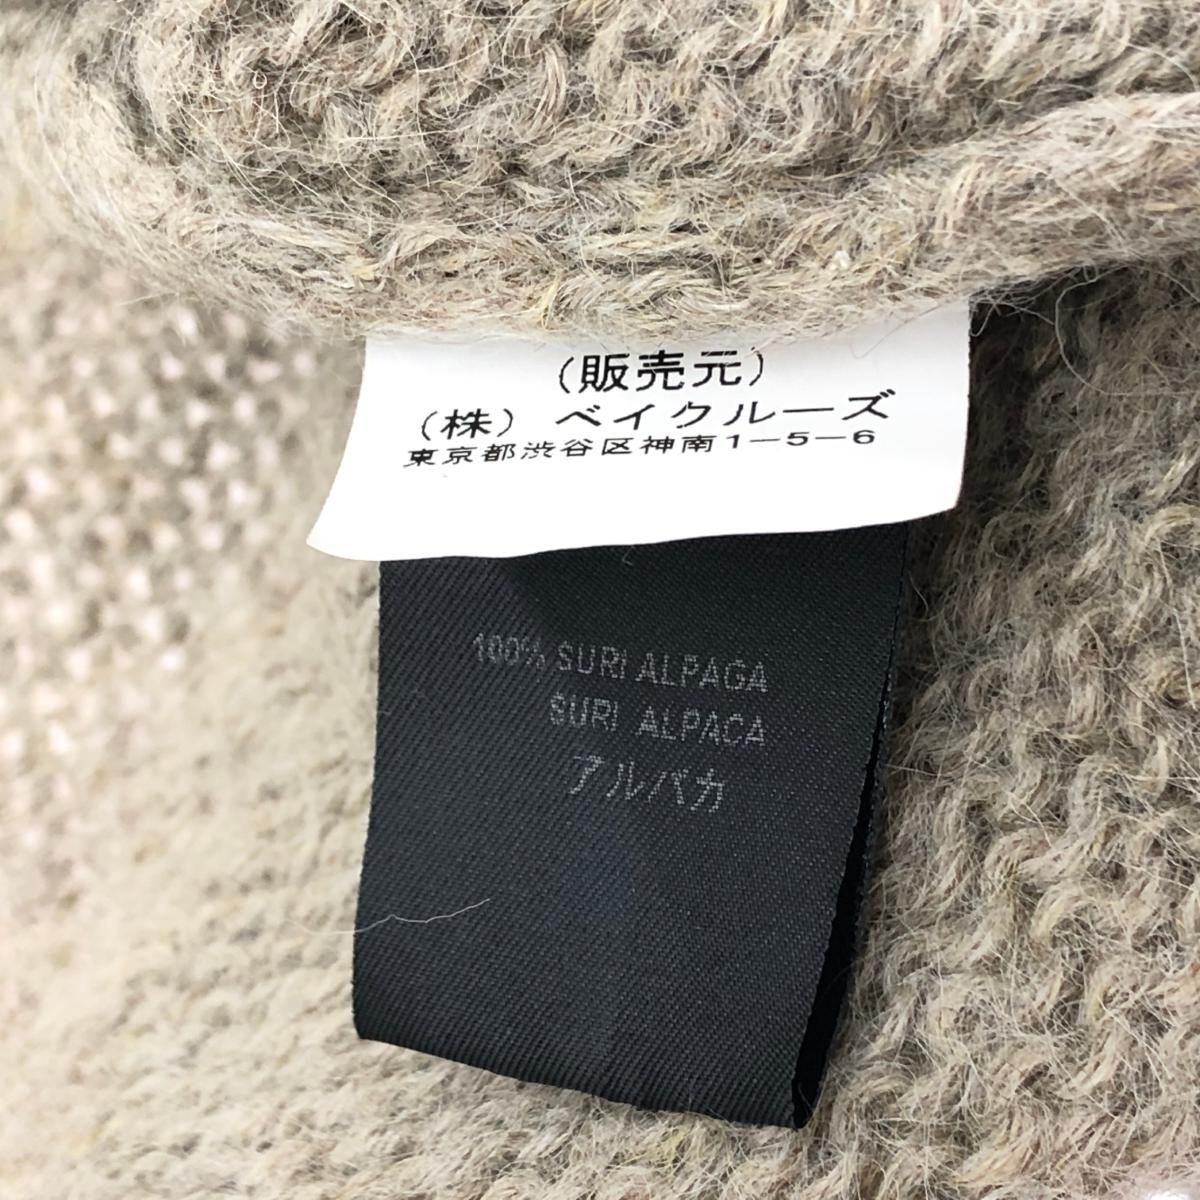 (販売元)
(株) ベイクルーズ
東京都渋谷区神南1-5-6
100% SURI ALPAGA
SURI ALPACA
アルパカ